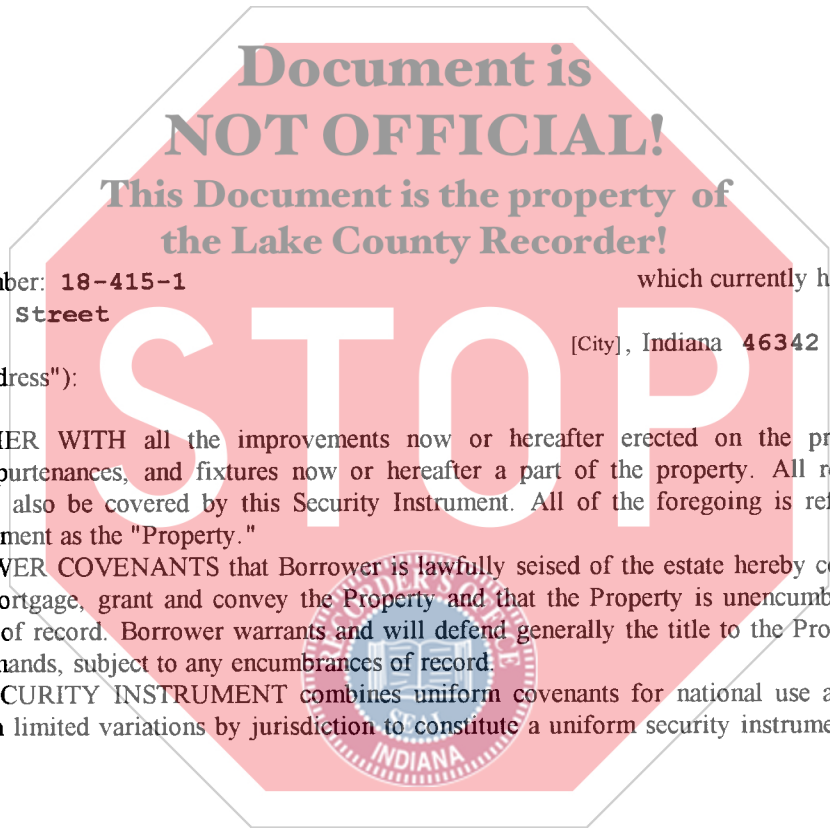 Document is
NOT OFFICIAL!
This Document is the property of
the Lake County Recorder!
ber: 18-415-1 which currently h
Street
[City], Indiana 46342
dress"):
STOP
ER WITH all the improvements now or hereafter erected on the pr
purtenances, and fixtures now or hereafter a part of the property. All r
also be covered by this Security Instrument. All of the foregoing is ref
ment as the "Property."
WER COVENANTS that Borrower is lawfully seised of the estate hereby c
ortgage, grant and convey the Property and that the Property is unencumb
of record. Borrower warrants and will defend generally the title to the Pro
ands, subject to any encumbrances of record.
CURITY INSTRUMENT combines uniform covenants for national use a
limited variations by jurisdiction to constitute a uniform security instrume
RECORDER'S OFFICE
SEAL
INDIANA